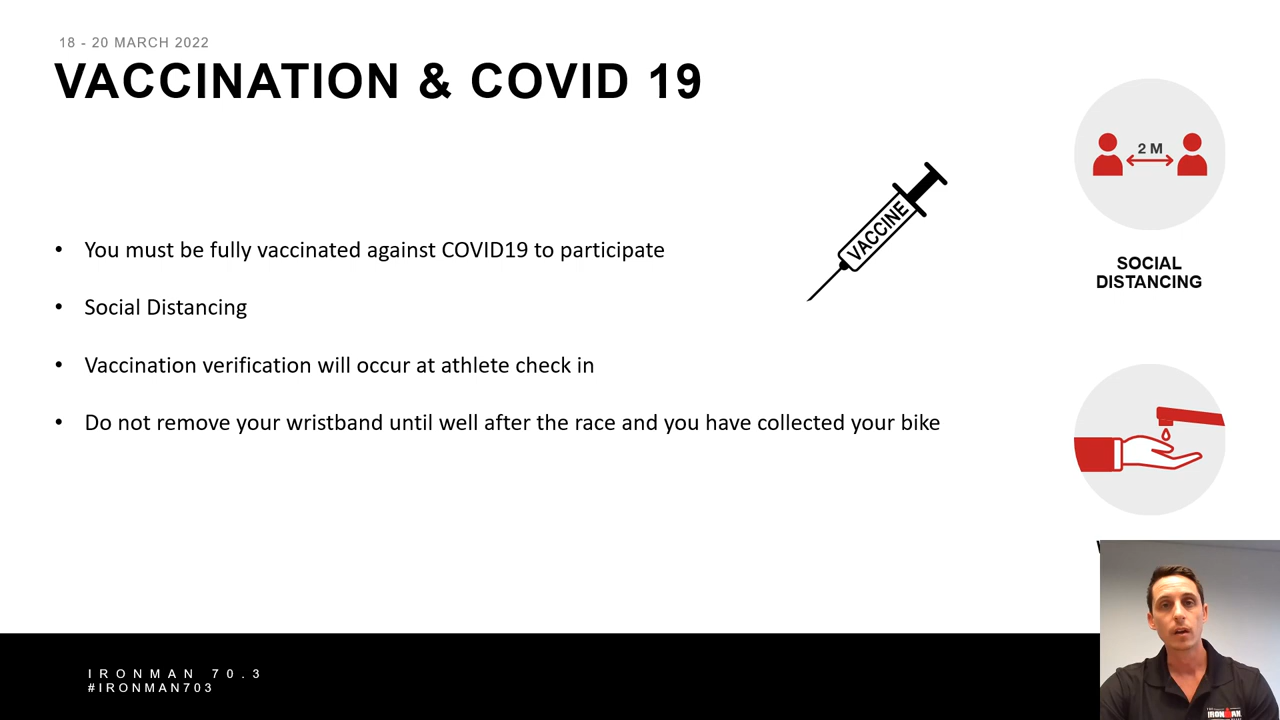 18 - 20 MARCH 2022
VACCINATION & COVID 19
• You must be fully vaccinated against COVID19 to participate
• Social Distancing
• Vaccination verification will occur at athlete check in
• Do not remove your wristband until well after the race and you have collected your bike
VACCINE
2 M
SOCIAL
DISTANCING
IRONMAN 70.3
#IRONMAN703
IRONMAN